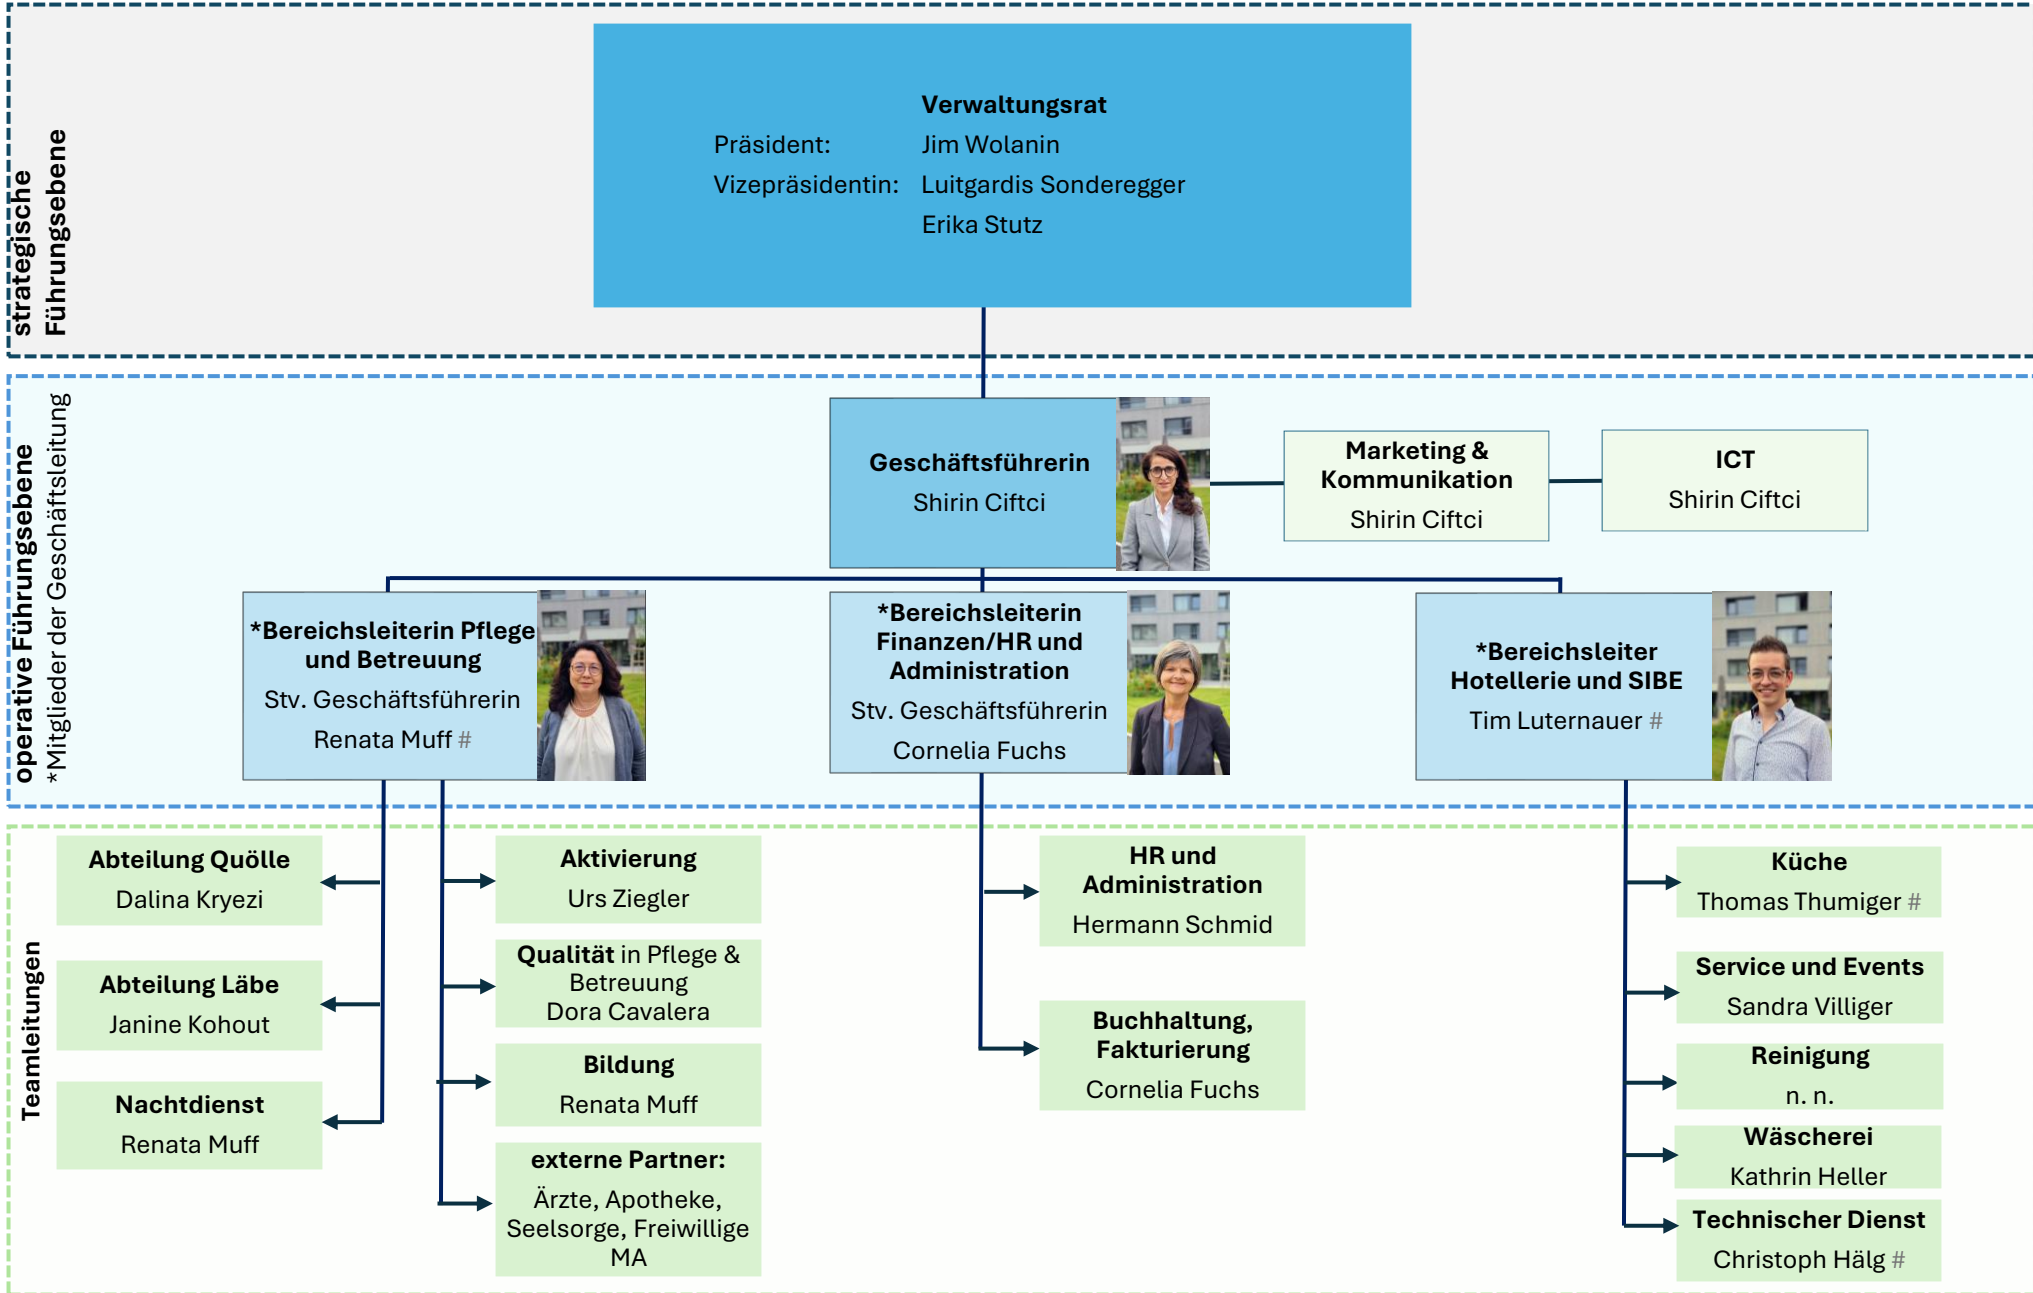 strategische
Führungsebene
Verwaltungsrat
Präsident: Jim Wolanin
Vizepräsidentin: Luitgardis Sonderegger
Erika Stutz
operative Führungsebene
*Mitglieder der Geschäftsleitung
Geschäftsführerin
Shirin Ciftci
Marketing &
Kommunikation
Shirin Ciftci
ICT
Shirin Ciftci
*Bereichsleiterin Pflege
und Betreuung
Stv. Geschäftsführerin
Renata Muff #
*Bereichsleiterin
Finanzen/HR und
Administration
Stv. Geschäftsführerin
Cornelia Fuchs
*Bereichsleiter
Hotellerie und SIBE
Tim Luternauer #
Teamleitungen
Abteilung Quölle
Dalina Kryezi
Abteilung Läbe
Janine Kohout
Nachtdienst
Renata Muff
Aktivierung
Urs Ziegler
Qualität in Pflege &
Betreuung
Dora Cavalera
Bildung
Renata Muff
externe Partner:
Ärzte, Apotheke,
Seelsorge, Freiwillige
MA
HR und
Administration
Hermann Schmid
Buchhaltung,
Fakturierung
Cornelia Fuchs
Küche
Thomas Thumiger #
Service und Events
Sandra Villiger
Reinigung
n. n.
Wäscherei
Kathrin Heller
Technischer Dienst
Christoph Hälg #